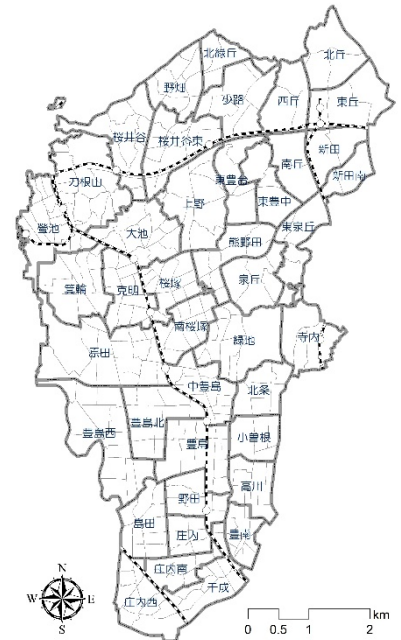 北緑丘
北丘
野畑
少路
西丘
東丘
桜井谷
桜井谷東
新田
南丘
新田南
東豊台
刀根山
上野
東豊中
東泉丘
螢池
大池
熊野田
箕輪
克明
桜塚
泉丘
南桜塚
緑地
寺内
原田
中豊島
北条
豊島西
豊島北
豊島
小曽根
高川
野田
島田
庄内
豊南
庄内南
千成
庄内西
N
W
E
S
0
0.5
1
2
km